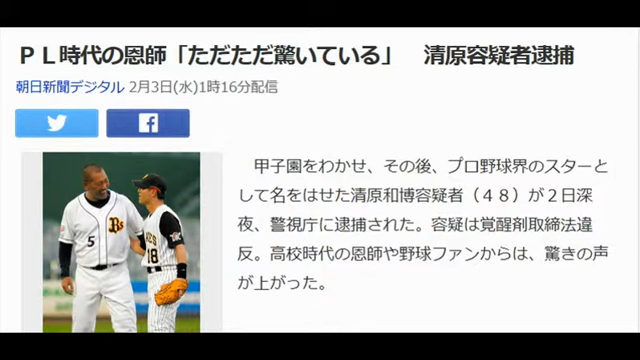 ＰＬ時代の恩師「ただただ驚いている」　清原容疑者逮捕
朝日新聞デジタル 2月3日(水)1時16分配信
　甲子園をわかせ、その後、プロ野球界のスターと
して名をはせた清原和博容疑者（４８）が２日深
夜、警視庁に逮捕された。容疑は覚醒剤取締法違
反。高校時代の恩師や野球ファンからは、驚きの声
が上がった。
Bs
5
18